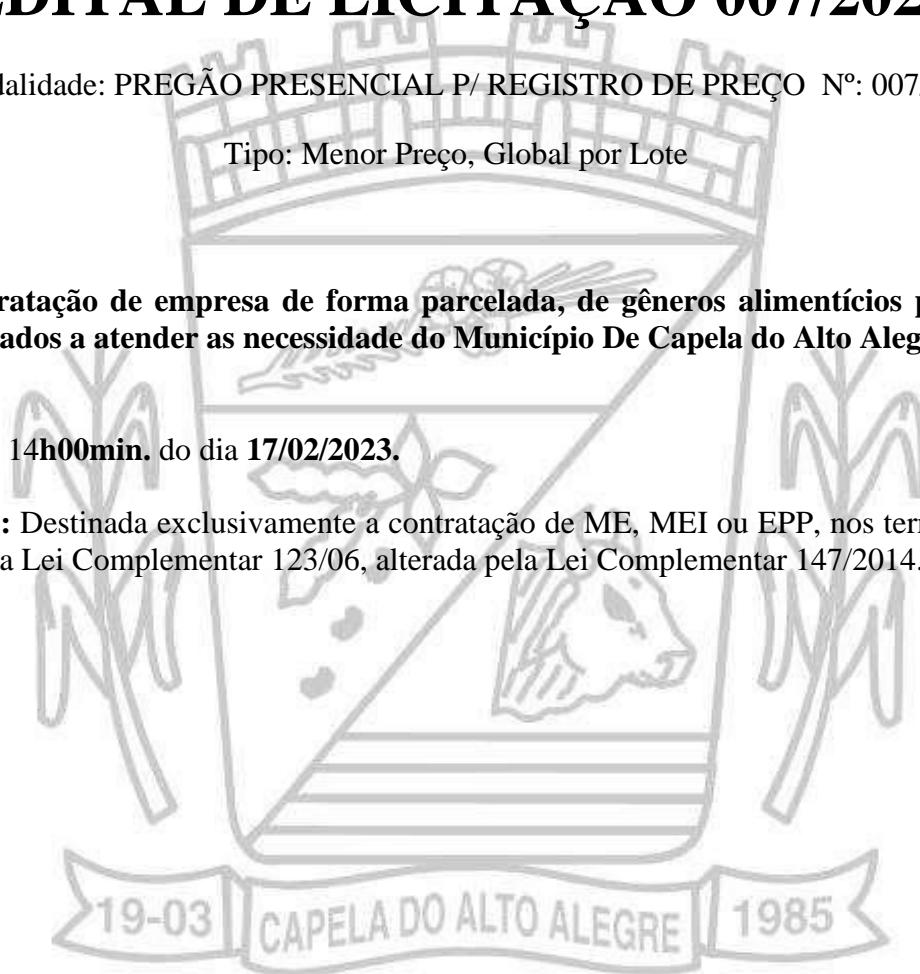 EDITAL DE LICITAÇÃO 007/202
dalidade: PREGÃO PRESENCIAL P/ REGISTRO DE PREÇO Nº: 007
Tipo: Menor Preço, Global por Lote
ratação de empresa de forma parcelada, de gêneros alimentícios p
ados a atender as necessidade do Município De Capela do Alto Aleg
14h00min. do dia 17/02/2023.
: Destinada exclusivamente a contratação de ME, MEI ou EPP, nos ter
a Lei Complementar 123/06, alterada pela Lei Complementar 147/2014.
19-03 CAPELA DO ALTO ALEGRE 1985